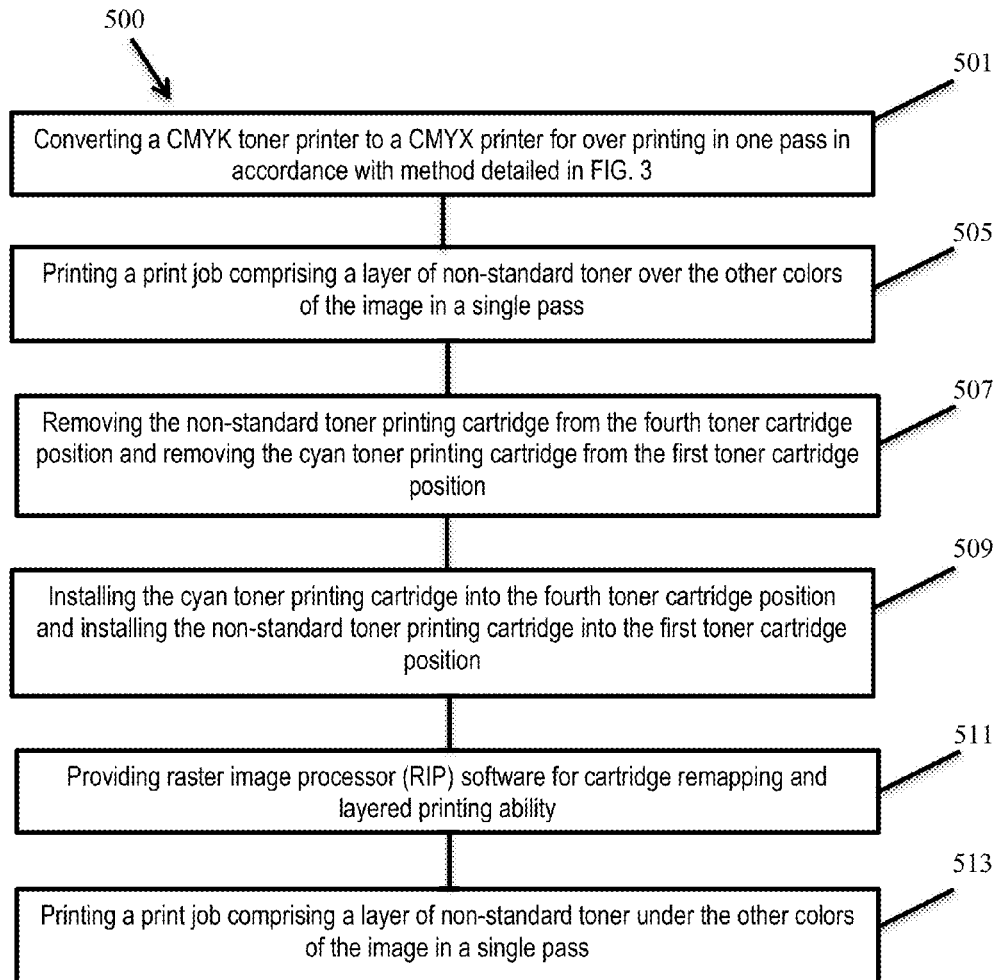 500
501
Converting a CMYK toner printer to a CMYX printer for over printing in one pass in
accordance with method detailed in FIG. 3
505
Printing a print job comprising a layer of non-standard toner over the other colors
of the image in a single pass
507
Removing the non-standard toner printing cartridge from the fourth toner cartridge
position and removing the cyan toner printing cartridge from the first toner cartridge
position
509
Installing the cyan toner printing cartridge into the fourth toner cartridge position
and installing the non-standard toner printing cartridge into the first toner cartridge
position
511
Providing raster image processor (RIP) software for cartridge remapping and
layered printing ability
513
Printing a print job comprising a layer of non-standard toner under the other colors
of the image in a single pass